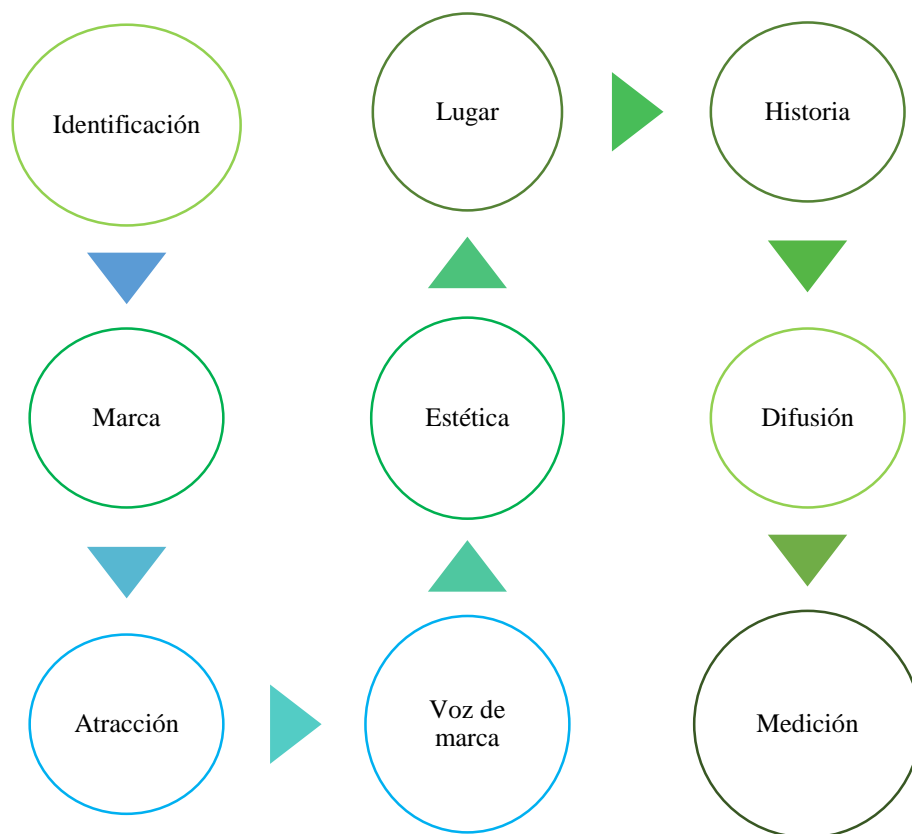 Identificación
Marca
Atracción
Voz de
marca
Estética
Lugar
Historia
Difusión
Medición